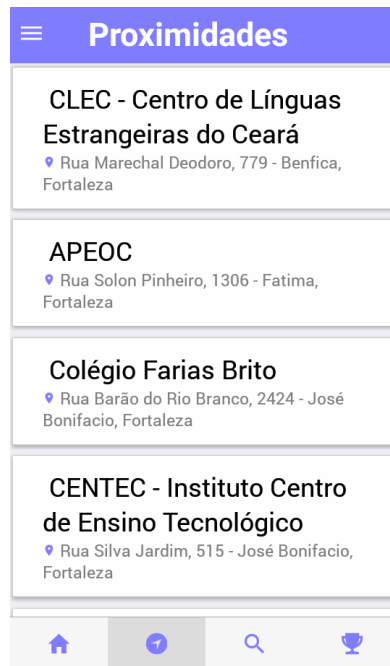 Proximidades
CLEC - Centro de Línguas
Estrangeiras do Ceará
Rua Marechal Deodoro, 779 - Benfica,
Fortaleza
APEOC
Rua Solon Pinheiro, 1306 - Fatima,
Fortaleza
Colégio Farias Brito
Rua Barão do Rio Branco, 2424 - José
Bonifacio, Fortaleza
CENTEC - Instituto Centro
de Ensino Tecnológico
Rua Silva Jardim, 515 - José Bonifacio,
Fortaleza